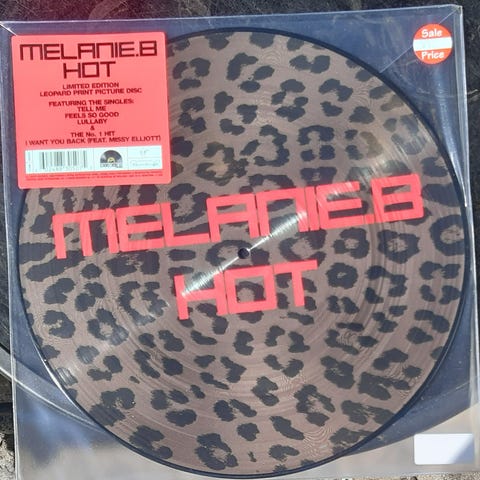 MELANIE.B
HOT
LIMITED EDITION
LEOPARD PRINT PICTURE DISC
FEATURING THE SINGLES:
TELL ME
FEELS SO GOOD
LULLABY
&
THE No. 1 HIT
I WANT YOU BACK (FEAT. MISSY ELLIOTT)
Sale
Price
MELANIE.B
HOT